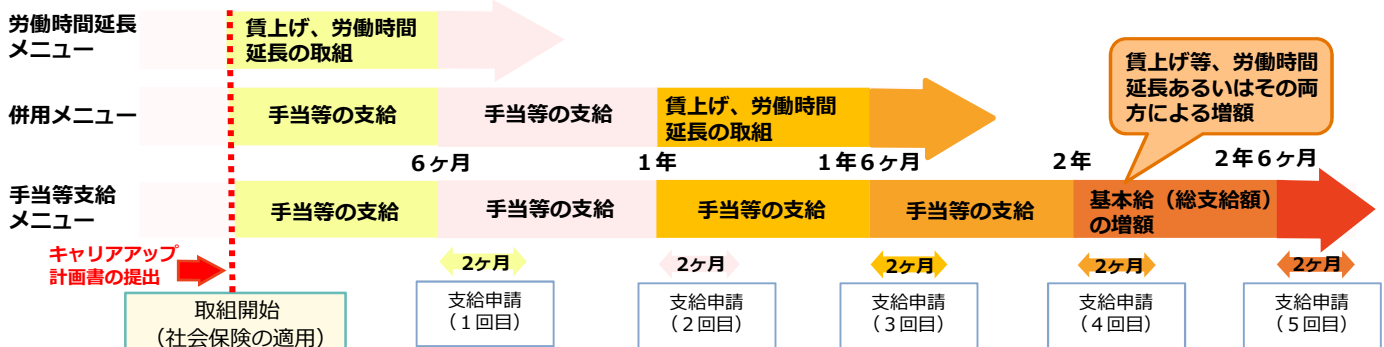 労働時間延長
メニュー
賃上げ、労働時間
延長の取組
賃上げ等、労働時間
延長あるいはその両
方による増額
併用メニュー
手当等の支給
手当等の支給
賃上げ、労働時間
延長の取組
6ヶ月
1年
1年6ヶ月
2年
2年6ヶ月
手当等支給
メニュー
手当等の支給
手当等の支給
手当等の支給
手当等の支給
基本給（総支給額）
の増額
キャリアアップ
計画書の提出
2ヶ月
2ヶ月
2ヶ月
2ヶ月
2ヶ月
取組開始
（社会保険の適用）
支給申請
（１回目）
支給申請
（２回目）
支給申請
（３回目）
支給申請
（４回目）
支給申請
（５回目）